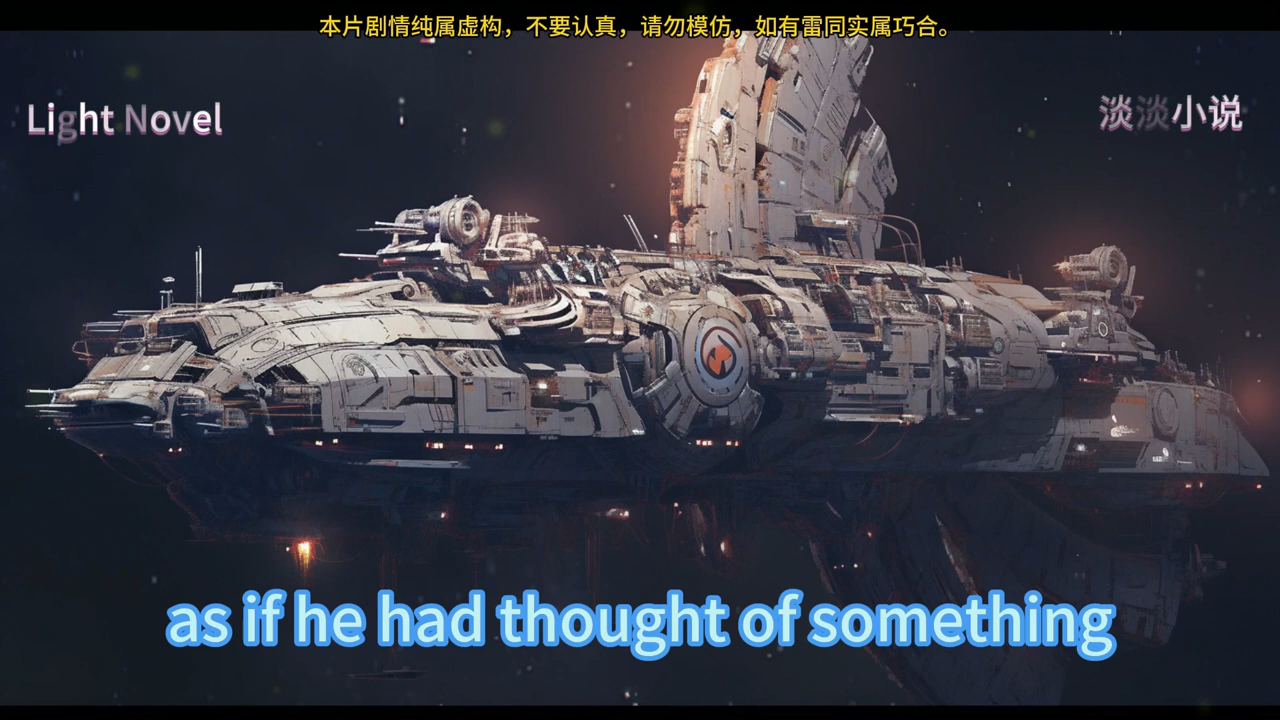 本片剧情纯属虚构，不要认真，请勿模仿，如有雷同实属巧合。
Light Novel
淡淡小说
as if he had thought of something